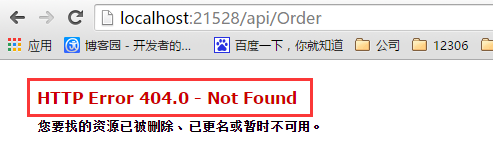 localhost:21528/api/Order
应用 博客园 - 开发者的... 百度一下，你就知道 公司 12306
HTTP Error 404.0 - Not Found
您要找的资源已被删除、已更名或暂时不可用。